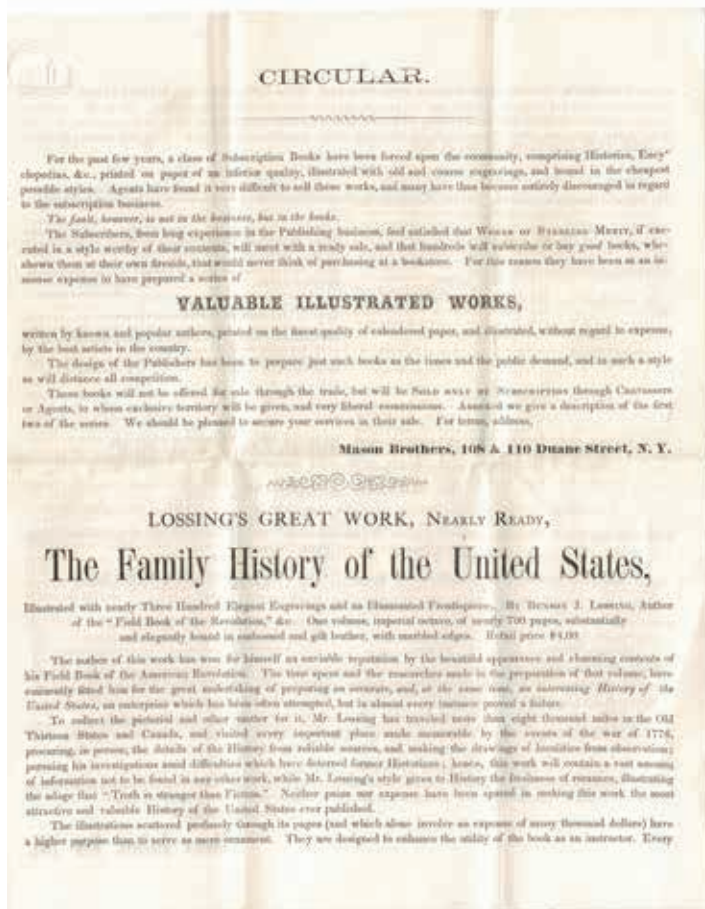 CIRCULAR.
For the past few years, a class of Subscription Books have been forced upon the community, comprising Histories, Ency-
clopedias, &c., printed on paper of an inferior quality, illustrated with old and coarse engravings, and bound in the cheapest
possible styles. Agents have found it very difficult to sell these works, and many have thus become entirely discouraged in regard
to the subscription business.
The fault, however, is not in the business, but in the books.
The Subscribers, from long experience in the Publishing business, feel satisfied that Works of Sterling Merit, if exe-
cuted in a style worthy of their contents, will meet with a ready sale, and that hundreds will subscribe or buy good books, when
shown them at their own fireside, that would never think of purchasing at a bookstore. For this reason they have been at an im-
mense expense to have prepared a series of
VALUABLE ILLUSTRATED WORKS,
written by known and popular authors, printed on the finest quality of calendered paper, and illustrated, without regard to expense,
by the best artists in the country.
The design of the Publishers has been to prepare just such books as the times and the public demand, and in such a style
as will distance all competition.
These books will not be offered for sale through the trade, but will be Sold only by Subscription through Canvassers
or Agents, to whom exclusive territory will be given, and very liberal commissions. Annexed we give a description of the first
two of the series. We should be pleased to secure your services in their sale. For terms, address,
Mason Brothers, 108 & 110 Duane Street, N. Y.
LOSSING'S GREAT WORK, Nearly Ready,
The Family History of the United States,
Illustrated with nearly Three Hundred Elegant Engravings and an Illuminated Frontispiece. By Benson J. Lossing, Author
of the "Field Book of the Revolution," &c. One volume, imperial octavo, of nearly 700 pages, substantially
and elegantly bound in embossed and gilt leather, with marbled edges. Retail price $4.00
The author of this work has won for himself an enviable reputation by the beautiful appearance and charming contents of
his Field Book of the American Revolution. The time spent and the researches made in the preparation of that volume, have
eminently fitted him for the great undertaking of preparing an accurate, and, at the same time, an interesting History of the
United States, an enterprise which has been often attempted, but in almost every instance proved a failure.
To collect the pictorial and other matter for it, Mr. Lossing has traveled more than eight thousand miles in the Old
Thirteen States and Canada, and visited every important place made memorable by the events of the war of 1776,
procuring, in person, the details of the History from reliable sources, and making the drawings of localities from observation;
pursuing his investigations amid difficulties which have deterred former Historians; hence, this work will contain a vast amount
of information not to be found in any other work, while Mr. Lossing's style gives to History the freshness of romance, illustrating
the adage that "Truth is stranger than Fiction." Neither pains nor expense have been spared in making this work the most
attractive and valuable History of the United States ever published.
The illustrations scattered profusely through its pages (and which alone involve an expense of many thousand dollars) have
a higher purpose than to serve as mere ornament. They are designed to enhance the utility of the book as an instructor. Every